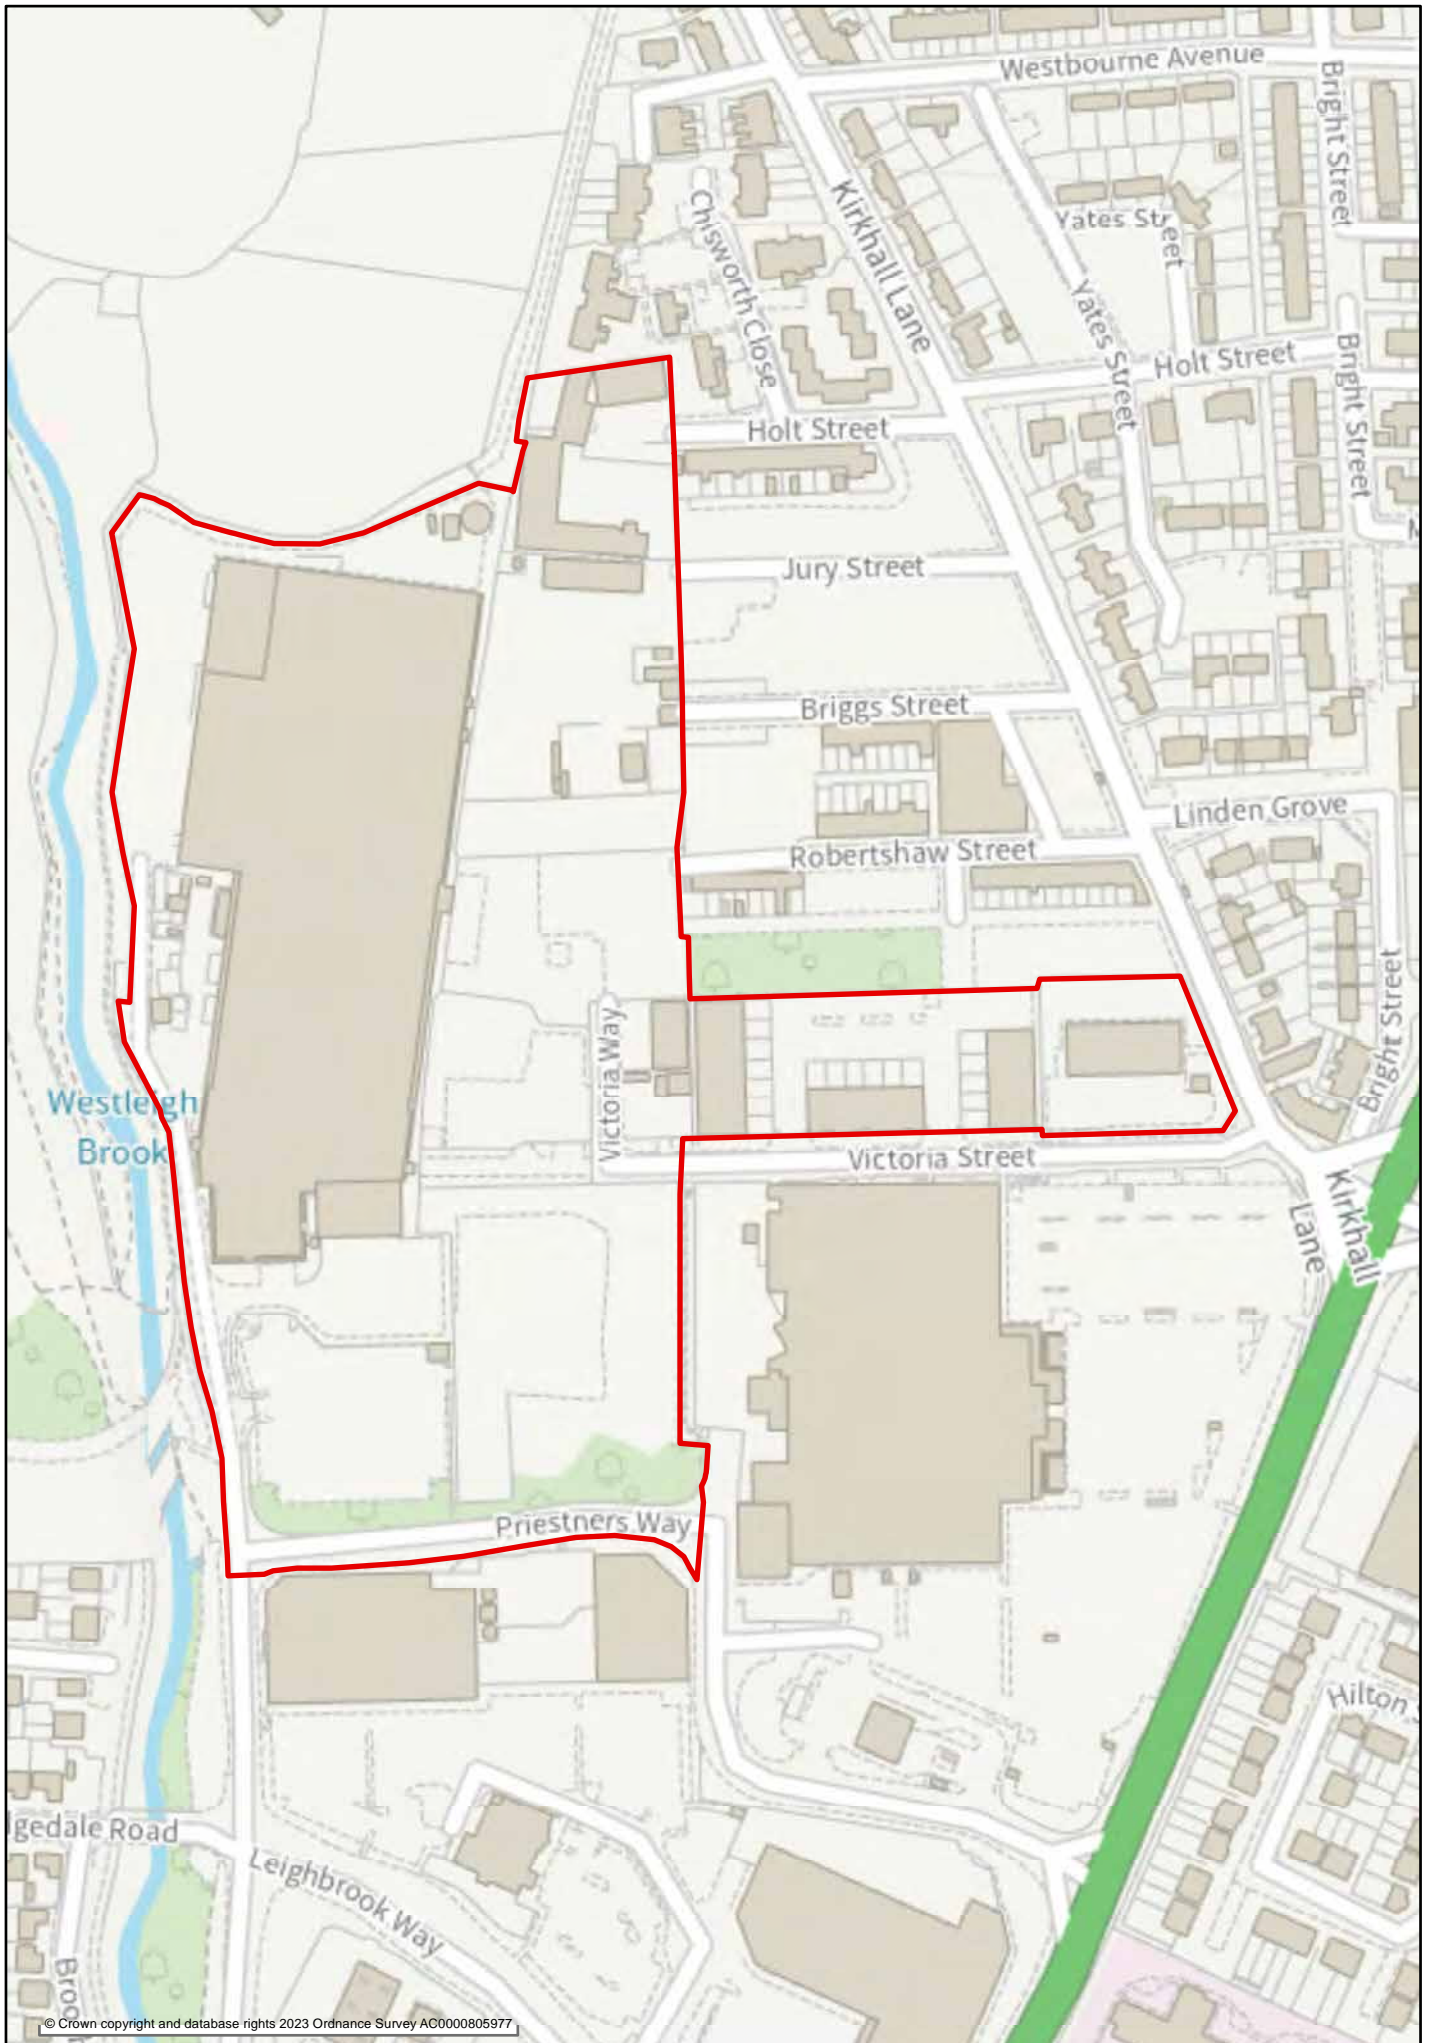 Westbourne Avenue
Bright Street
Kirkhall Lane
Chisworth Close
Yates Street
Yates Street
Holt Street
Bright Street
Holt Street
Jury Street
Briggs Street
Linden Grove
Robertshaw Street
Bright Street
Victoria Way
Westleigh
Brook
Victoria Street
Kirkhall
Lane
Priestners Way
Hilton
lgedale Road
Leighbrook Way
Broo
© Crown copyright and database rights 2023 Ordnance Survey AC0000805977